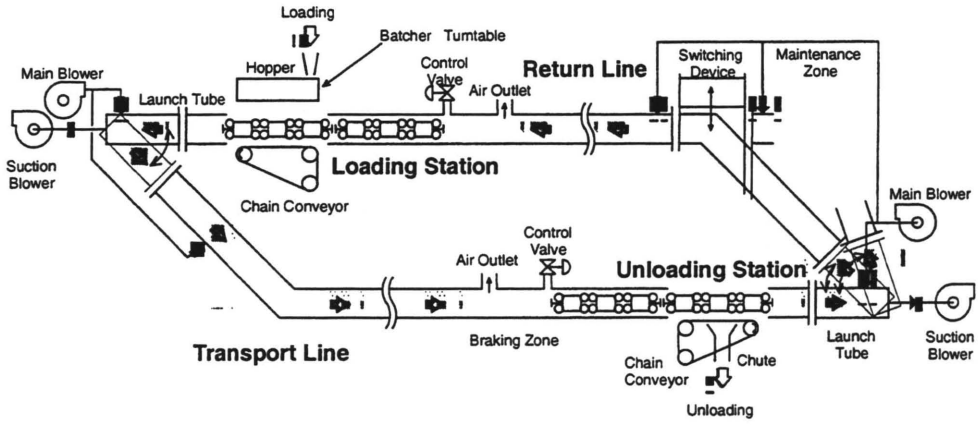 Loading
Batcher Turntable
Hopper
Main Blower
Launch Tube
Control
Valve
Air Outlet
Return Line
Switching
Device
Maintenance
Zone
Suction
Blower
Loading Station
Chain Conveyor
Main Blower
Control
Valve
Air Outlet
Unloading Station
Transport Line
Braking Zone
Chain
Conveyor
Chute
Launch
Tube
Suction
Blower
Unloading